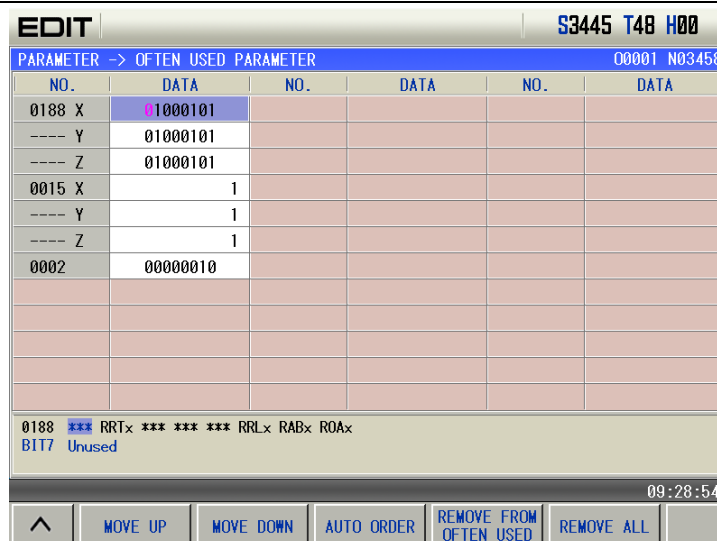 EDIT S3445 T48 H00
PARAMETER -> OFTEN USED PARAMETER O0001 N03458
NO. DATA NO. DATA NO. DATA
0188 X 01000101
---- Y 01000101
---- Z 01000101
0015 X 1
---- Y 1
---- Z 1
0002 00000010
0188 *** RRTx *** *** *** RRLx RABx ROAx
BIT7 Unused
09:28:54
^ MOVE UP MOVE DOWN AUTO ORDER REMOVE FROM OFTEN USED REMOVE ALL